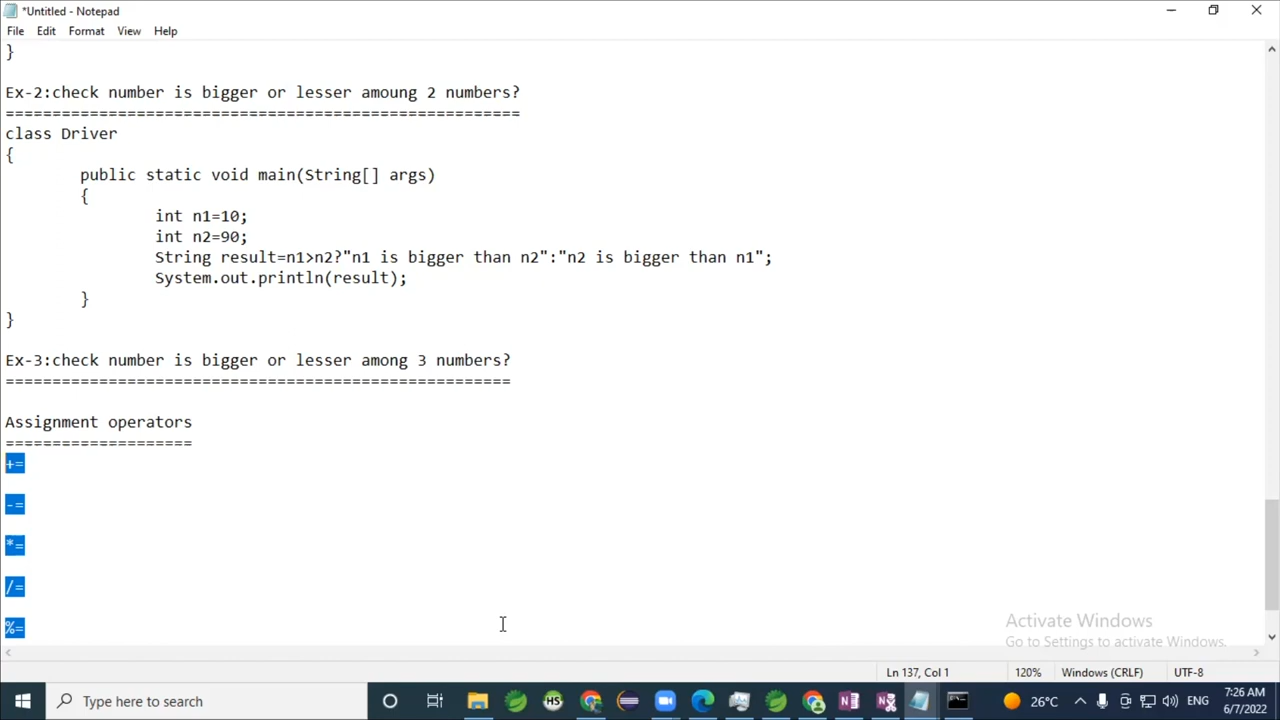 *Untitled - Notepad
File Edit Format View Help
}
Ex-2:check number is bigger or lesser amoung 2 numbers?
=======================================================
class Driver
{
public static void main(String[] args)
{
int n1=10;
int n2=90;
String result=n1>n2?"n1 is bigger than n2":"n2 is bigger than n1";
System.out.println(result);
}
}
Ex-3:check number is bigger or lesser among 3 numbers?
======================================================
Assignment operators
====================
+=
-=
*=
/=
%=
Activate Windows
Go to Settings to activate Windows.
Ln 137, Col 1 120% Windows (CRLF) UTF-8
Type here to search HS 26°C ENG 7:26 AM
6/7/2022